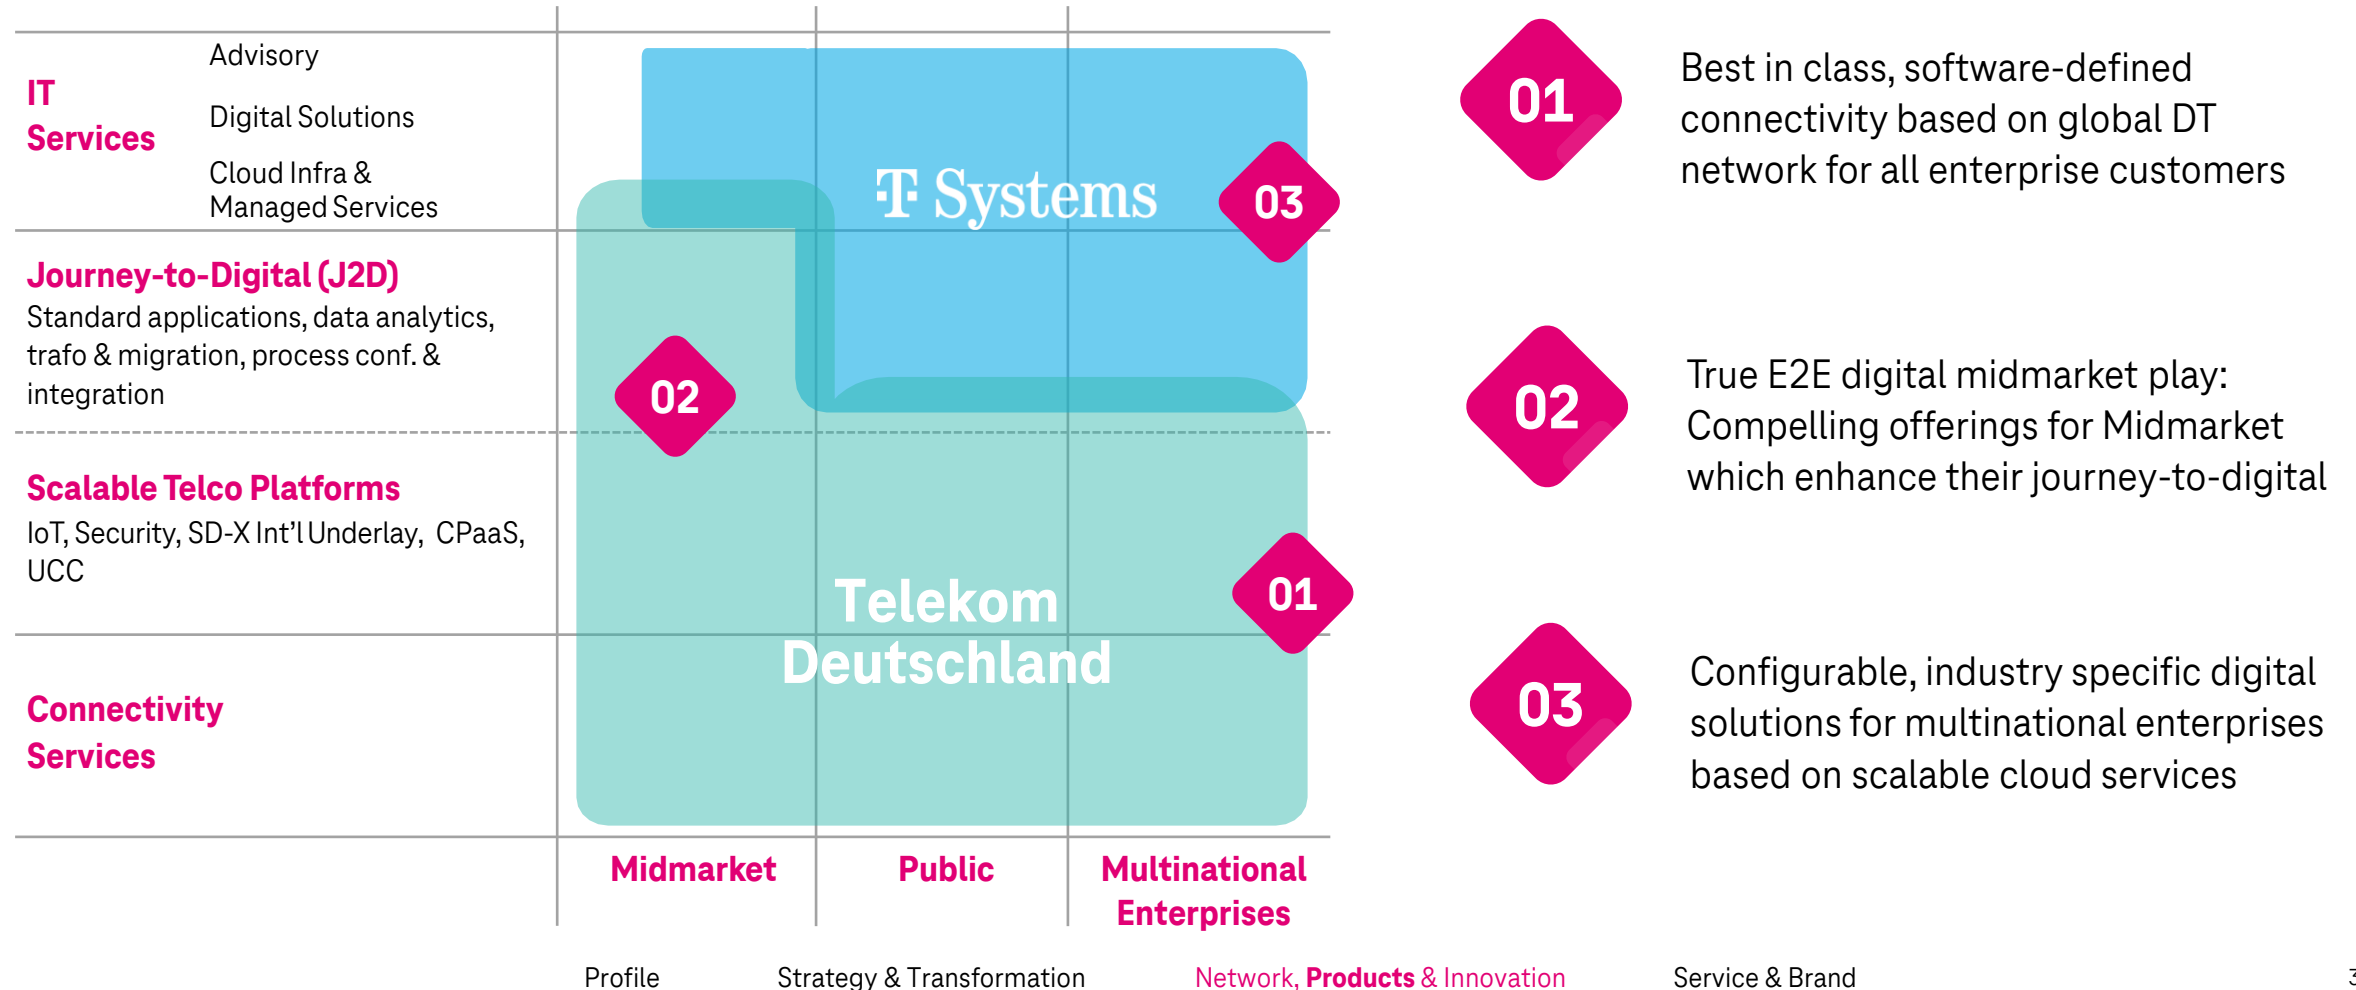 IT
Services
Advisory
Digital Solutions
Cloud Infra &
Managed Services
Journey-to-Digital (J2D)
Standard applications, data analytics,
trafo & migration, process conf. &
integration
Scalable Telco Platforms
IoT, Security, SD-X Int'l Underlay, CPaaS,
UCC
Connectivity
Services
T Systems
03
02
01
Telekom
Deutschland
Midmarket
Public
Multinational
Enterprises
01
Best in class, software-defined
connectivity based on global DT
network for all enterprise customers
02
True E2E digital midmarket play:
Compelling offerings for Midmarket
which enhance their journey-to-digital
03
Configurable, industry specific digital
solutions for multinational enterprises
based on scalable cloud services
Profile
Strategy & Transformation
Network, Products & Innovation
Service & Brand